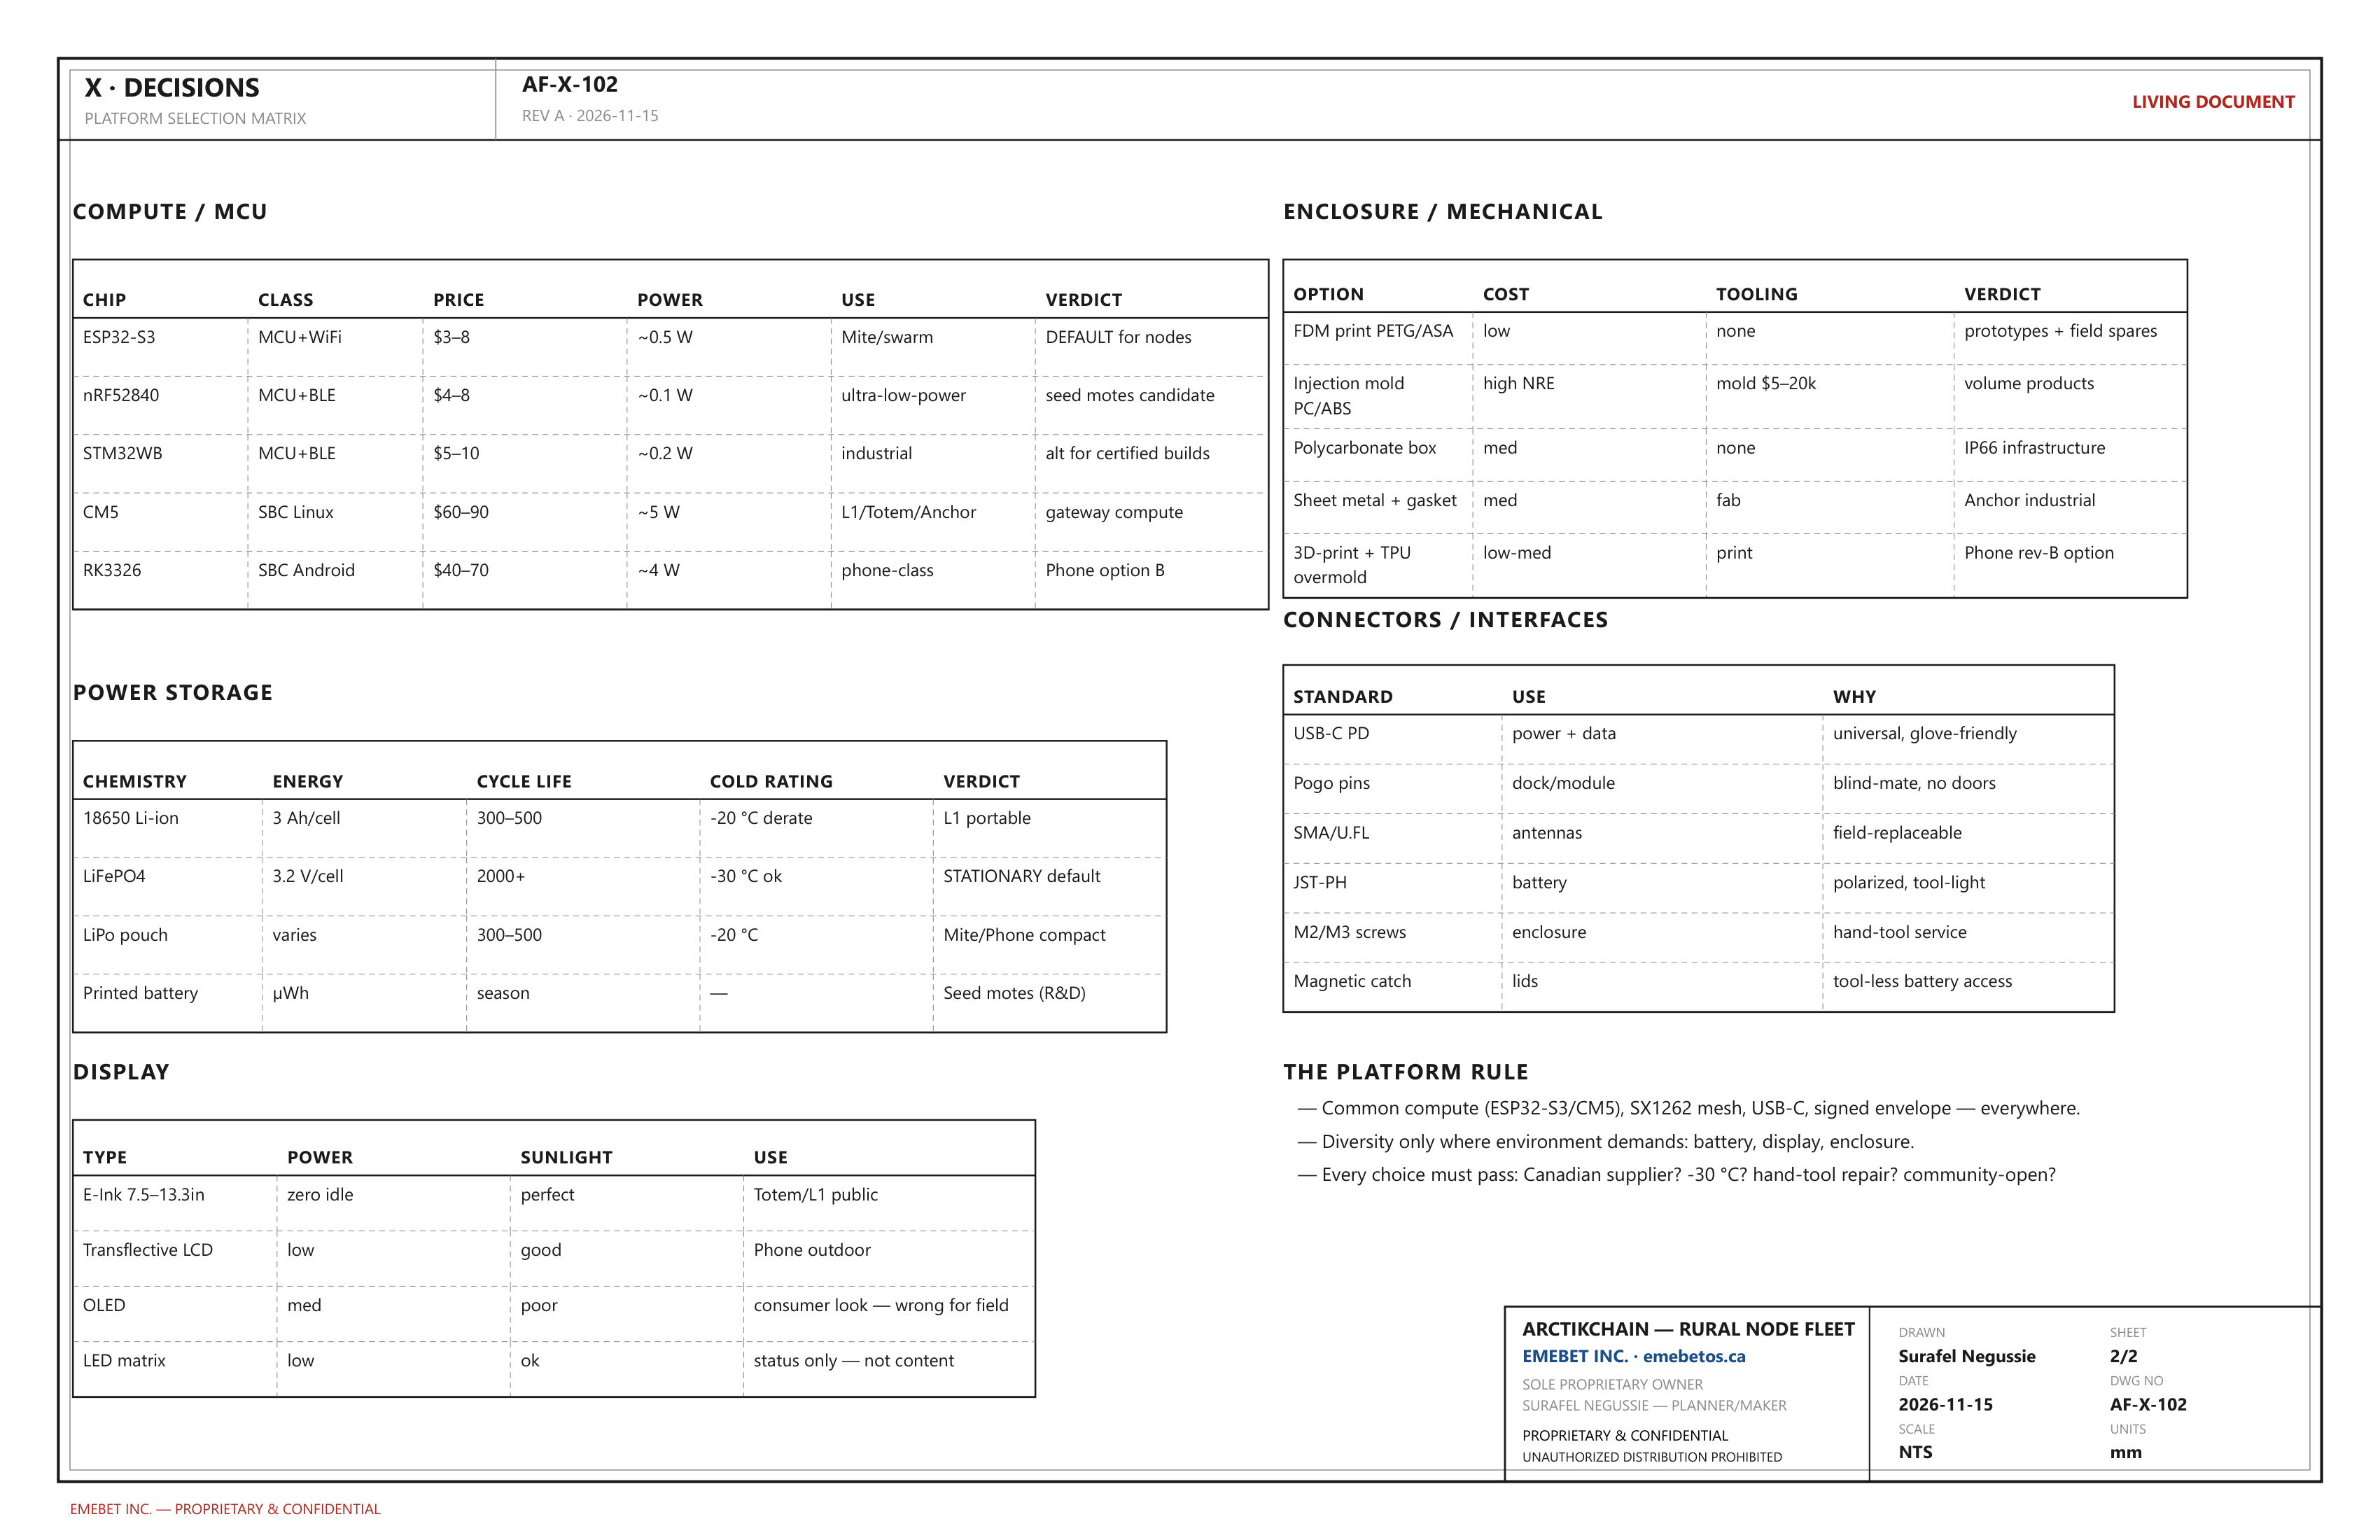 X · DECISIONS
PLATFORM SELECTION MATRIX
AF-X-102
REV A · 2026-11-15
LIVING DOCUMENT
COMPUTE / MCU
CHIP CLASS PRICE POWER USE VERDICT
ESP32-S3 MCU+WiFi $3–8 ~0.5 W Mite/swarm DEFAULT for nodes
nRF52840 MCU+BLE $4–8 ~0.1 W ultra-low-power seed motes candidate
STM32WB MCU+BLE $5–10 ~0.2 W industrial alt for certified builds
CM5 SBC Linux $60–90 ~5 W L1/Totem/Anchor gateway compute
RK3326 SBC Android $40–70 ~4 W phone-class Phone option B
POWER STORAGE
CHEMISTRY ENERGY CYCLE LIFE COLD RATING VERDICT
18650 Li-ion 3 Ah/cell 300–500 -20 °C derate L1 portable
LiFePO4 3.2 V/cell 2000+ -30 °C ok STATIONARY default
LiPo pouch varies 300–500 -20 °C Mite/Phone compact
Printed battery µWh season — Seed motes (R&D)
DISPLAY
TYPE POWER SUNLIGHT USE
E-Ink 7.5–13.3in zero idle perfect Totem/L1 public
Transflective LCD low good Phone outdoor
OLED med poor consumer look — wrong for field
LED matrix low ok status only — not content
ENCLOSURE / MECHANICAL
OPTION COST TOOLING VERDICT
FDM print PETG/ASA low none prototypes + field spares
Injection mold high NRE mold $5–20k volume products
PC/ABS
Polycarbonate box med none IP66 infrastructure
Sheet metal + gasket med fab Anchor industrial
3D-print + TPU low-med print Phone rev-B option
overmold
CONNECTORS / INTERFACES
STANDARD USE WHY
USB-C PD power + data universal, glove-friendly
Pogo pins dock/module blind-mate, no doors
SMA/U.FL antennas field-replaceable
JST-PH battery polarized, tool-light
M2/M3 screws enclosure hand-tool service
Magnetic catch lids tool-less battery access
THE PLATFORM RULE
— Common compute (ESP32-S3/CM5), SX1262 mesh, USB-C, signed envelope — everywhere.
— Diversity only where environment demands: battery, display, enclosure.
— Every choice must pass: Canadian supplier? -30 °C? hand-tool repair? community-open?
ARCTIKCHAIN — RURAL NODE FLEET
EMEBET INC. · emebetos.ca
SOLE PROPRIETARY OWNER
SURAFEL NEGUSSIE — PLANNER/MAKER
PROPRIETARY & CONFIDENTIAL
UNAUTHORIZED DISTRIBUTION PROHIBITED
DRAWN SHEET
Surafel Negussie 2/2
DATE DWG NO
2026-11-15 AF-X-102
SCALE UNITS
NTS mm
EMEBET INC. — PROPRIETARY & CONFIDENTIAL